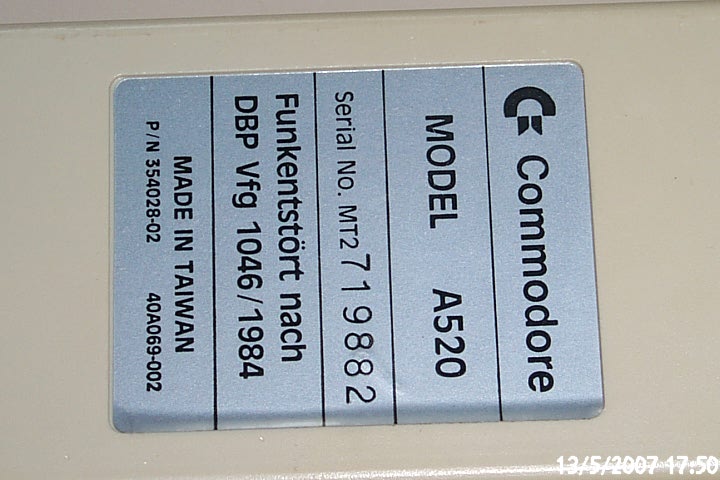 Commodore
MODEL A520
Serial No. MT2 719882
Funkentstört nach
DBP Vfg 1046/1984
MADE IN TAIWAN
P/N 354028-02 40A069-002
13/5/2007 17:50